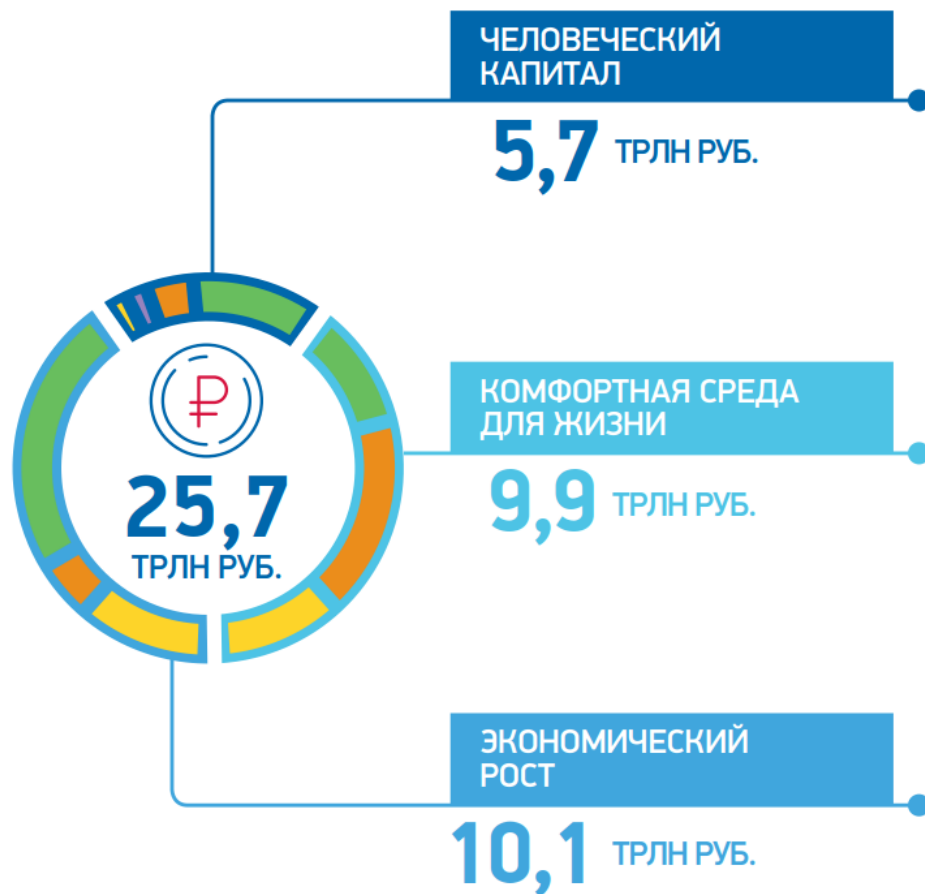 ЧЕЛОВЕЧЕСКИЙ
КАПИТАЛ
5,7 ТРЛН РУБ.
₽
25,7
ТРЛН РУБ.
КОМФОРТНАЯ СРЕДА
ДЛЯ ЖИЗНИ
9,9 ТРЛН РУБ.
ЭКОНОМИЧЕСКИЙ
РОСТ
10,1 ТРЛН РУБ.